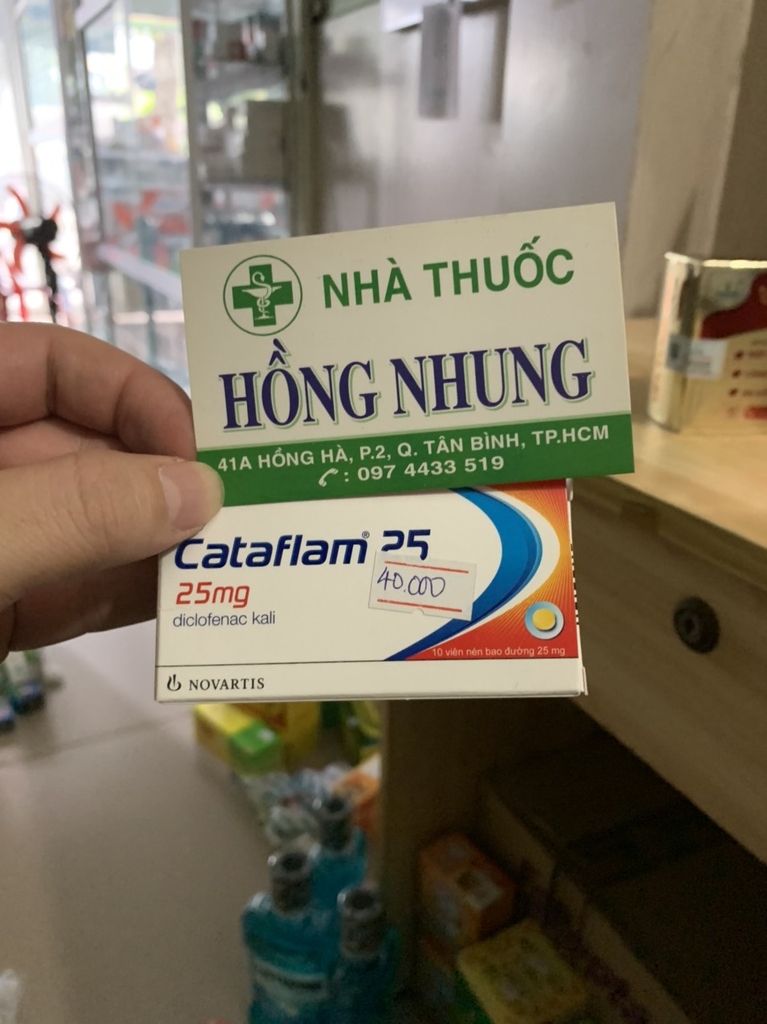 NHÀ THUỐC
HỒNG NHUNG
41A HỒNG HÀ, P.2, Q. TÂN BÌNH, TP.HCM
: 097 4433 519
Cataflam® 25
40.000
25mg
diclofenac kali
10 viên nén bao đường 25 mg
NOVARTIS